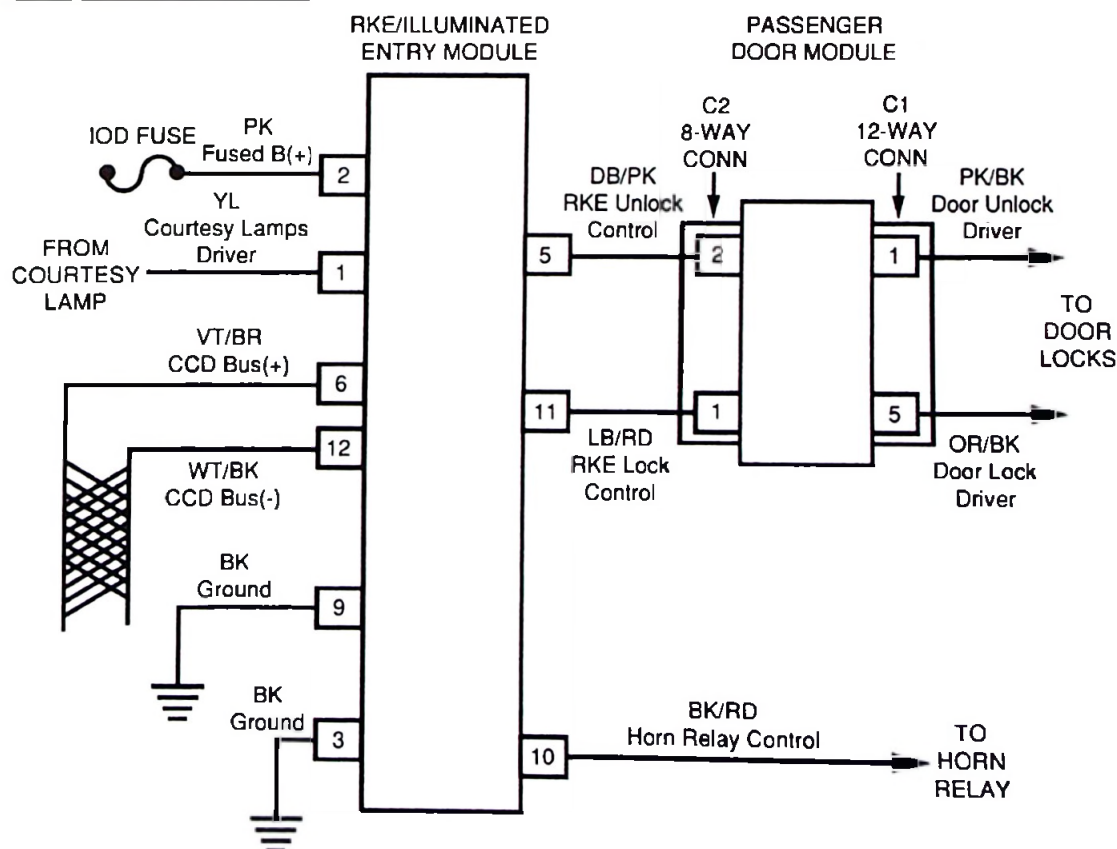 RKE/ILLUMINATED
ENTRY MODULE
PASSENGER
DOOR MODULE
IOD FUSE
PK
Fused B(+)
2
YL
Courtesy Lamps
Driver
FROM
COURTESY
LAMP
1
VT/BR
CCD Bus(+)
6
12
WT/BK
CCD Bus(-)
BK
Ground
9
BK
Ground
3
5
DB/PK
RKE Unlock
Control
C2
8-WAY
CONN
2
C1
12-WAY
CONN
1
PK/BK
Door Unlock
Driver
TO
DOOR
LOCKS
11
LB/RD
RKE Lock
Control
1
5
OR/BK
Door Lock
Driver
10
BK/RD
Horn Relay Control
TO
HORN
RELAY